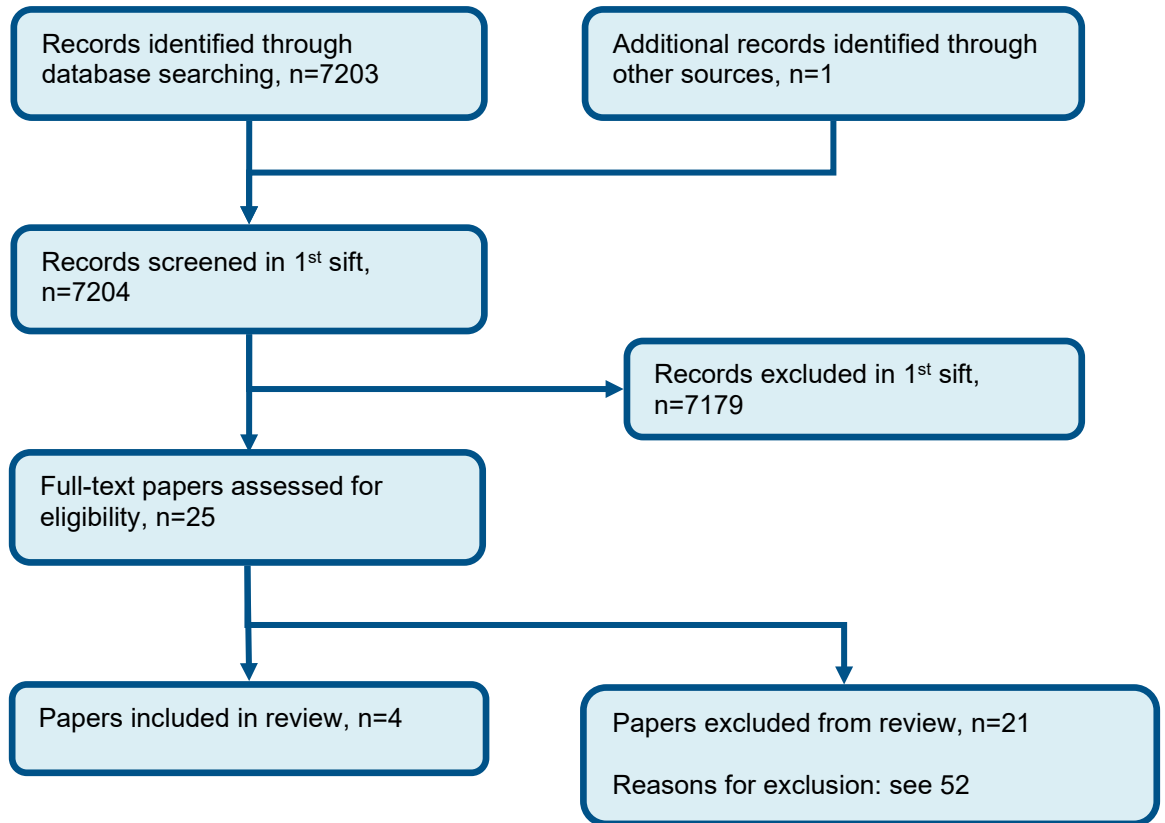 Records identified through
database searching, n=7203
Additional records identified through
other sources, n=1
Records screened in 1st sift,
n=7204
Records excluded in 1st sift,
n=7179
Full-text papers assessed for
eligibility, n=25
Papers included in review, n=4
Papers excluded from review, n=21
Reasons for exclusion: see 52